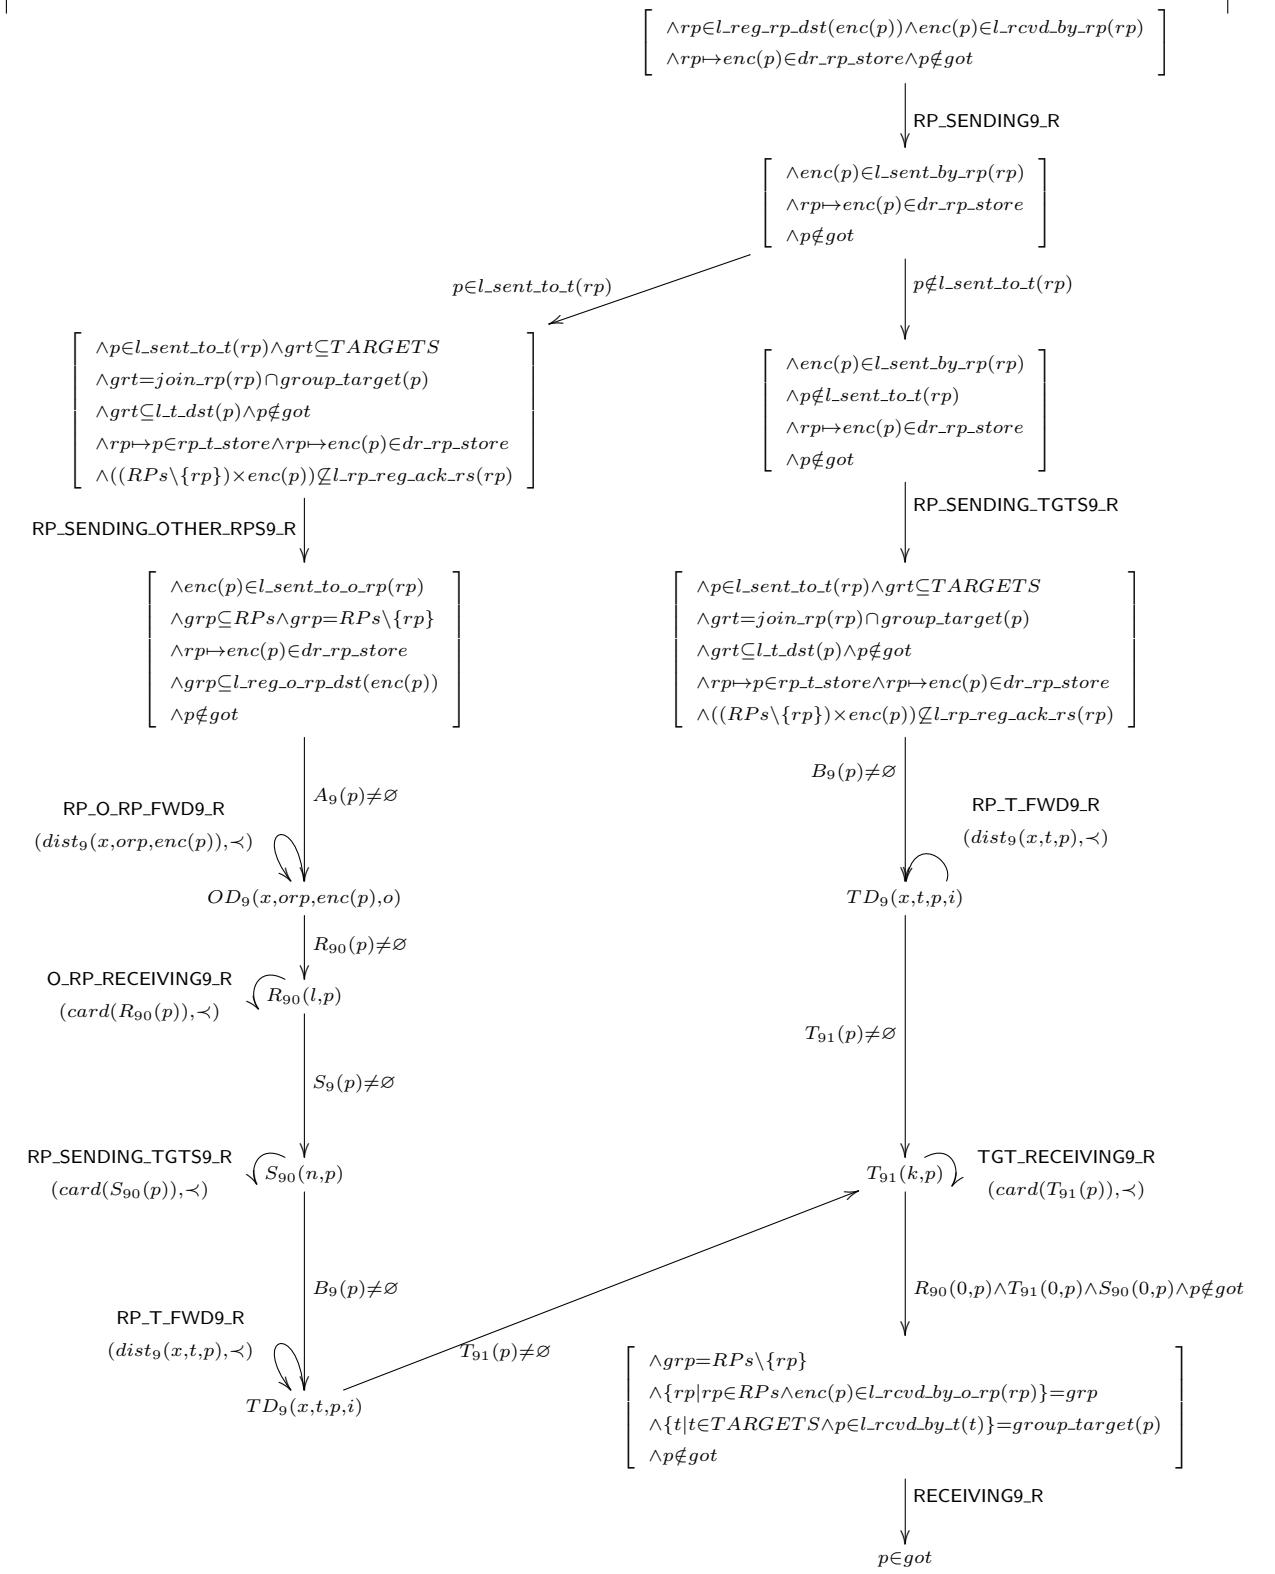 ∧rp∈l_reg_rp_dst(enc(p))∧enc(p)∈l_rcvd_by_rp(rp)
∧rp↦enc(p)∈dr_rp_store∧p∉got
RP_SENDING9_R
∧enc(p)∈l_sent_by_rp(rp)
∧rp↦enc(p)∈dr_rp_store
∧p∉got
p∈l_sent_to_t(rp)
p∉l_sent_to_t(rp)
∧p∈l_sent_to_t(rp)∧grt⊆TARGETS
∧grt=join_rp(rp)∩group_target(p)
∧grt⊆l_t_dst(p)∧p∉got
∧rp↦p∈rp_t_store∧rp↦enc(p)∈dr_rp_store
∧((RPs\{rp})×enc(p))⊈l_rp_reg_ack_rs(rp)
∧enc(p)∈l_sent_by_rp(rp)
∧p∉l_sent_to_t(rp)
∧rp↦enc(p)∈dr_rp_store
∧p∉got
RP_SENDING_OTHER_RPS9_R
RP_SENDING_TGTS9_R
∧enc(p)∈l_sent_to_o_rp(rp)
∧grp⊆RPs∧grp=RPs\{rp}
∧rp↦enc(p)∈dr_rp_store
∧grp⊆l_reg_o_rp_dst(enc(p))
∧p∉got
∧p∈l_sent_to_t(rp)∧grt⊆TARGETS
∧grt=join_rp(rp)∩group_target(p)
∧grt⊆l_t_dst(p)∧p∉got
∧rp↦p∈rp_t_store∧rp↦enc(p)∈dr_rp_store
∧((RPs\{rp})×enc(p))⊈l_rp_reg_ack_rs(rp)
A₉(p)≠∅
B₉(p)≠∅
RP_O_RP_FWD9_R
(dist₉(x,orp,enc(p)),≺)
RP_T_FWD9_R
(dist₉(x,t,p),≺)
OD₉(x,orp,enc(p),o)
TD₉(x,t,p,i)
R₉₀(p)≠∅
O_RP_RECEIVING9_R
(card(R₉₀(p)),≺)
R₉₀(l,p)
T₉₁(p)≠∅
S₉(p)≠∅
RP_SENDING_TGTS9_R
(card(S₉₀(p)),≺)
S₉₀(n,p)
T₉₁(k,p)
TGT_RECEIVING9_R
(card(T₉₁(p)),≺)
B₉(p)≠∅
R₉₀(0,p)∧T₉₁(0,p)∧S₉₀(0,p)∧p∉got
RP_T_FWD9_R
(dist₉(x,t,p),≺)
T₉₁(p)≠∅
TD₉(x,t,p,i)
∧grp=RPs\{rp}
∧{rp|rp∈RPs∧enc(p)∈l_rcvd_by_o_rp(rp)}=grp
∧{t|t∈TARGETS∧p∈l_rcvd_by_t(t)}=group_target(p)
∧p∉got
RECEIVING9_R
p∈got